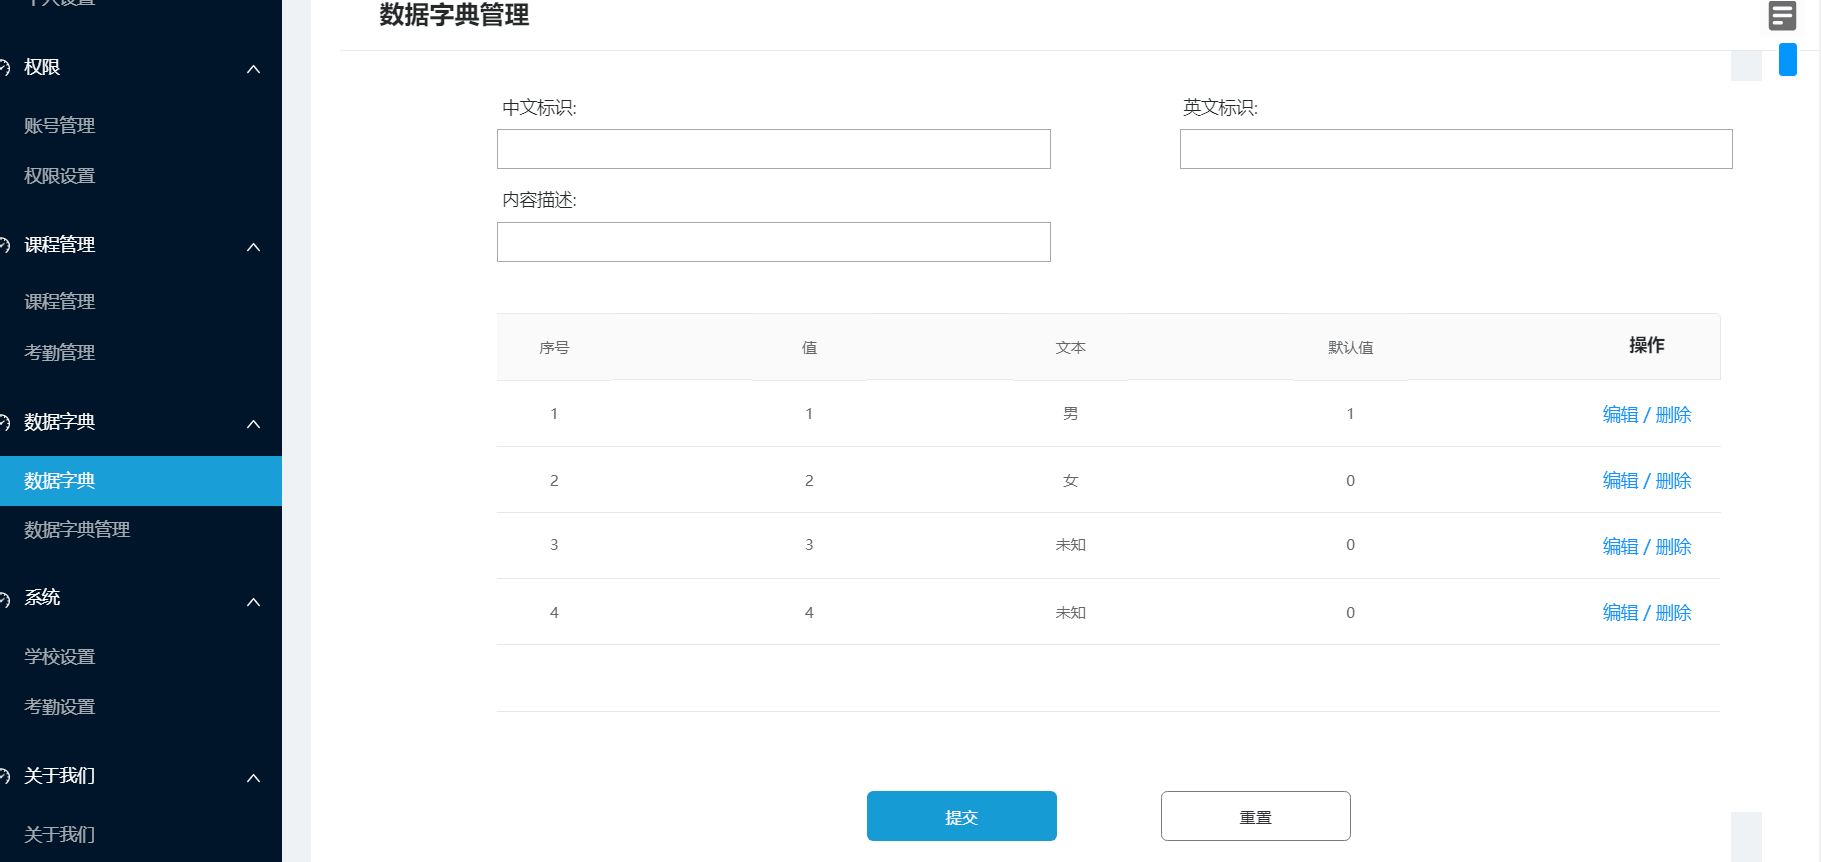 权限
账号管理
权限设置
课程管理
课程管理
考勤管理
数据字典
数据字典
数据字典管理
系统
学校设置
考勤设置
关于我们
关于我们
数据字典管理
中文标识:
英文标识:
内容描述:
序号 值 文本 默认值 操作
1 1 男 1 编辑 / 删除
2 2 女 0 编辑 / 删除
3 3 未知 0 编辑 / 删除
4 4 未知 0 编辑 / 删除
提交 重置